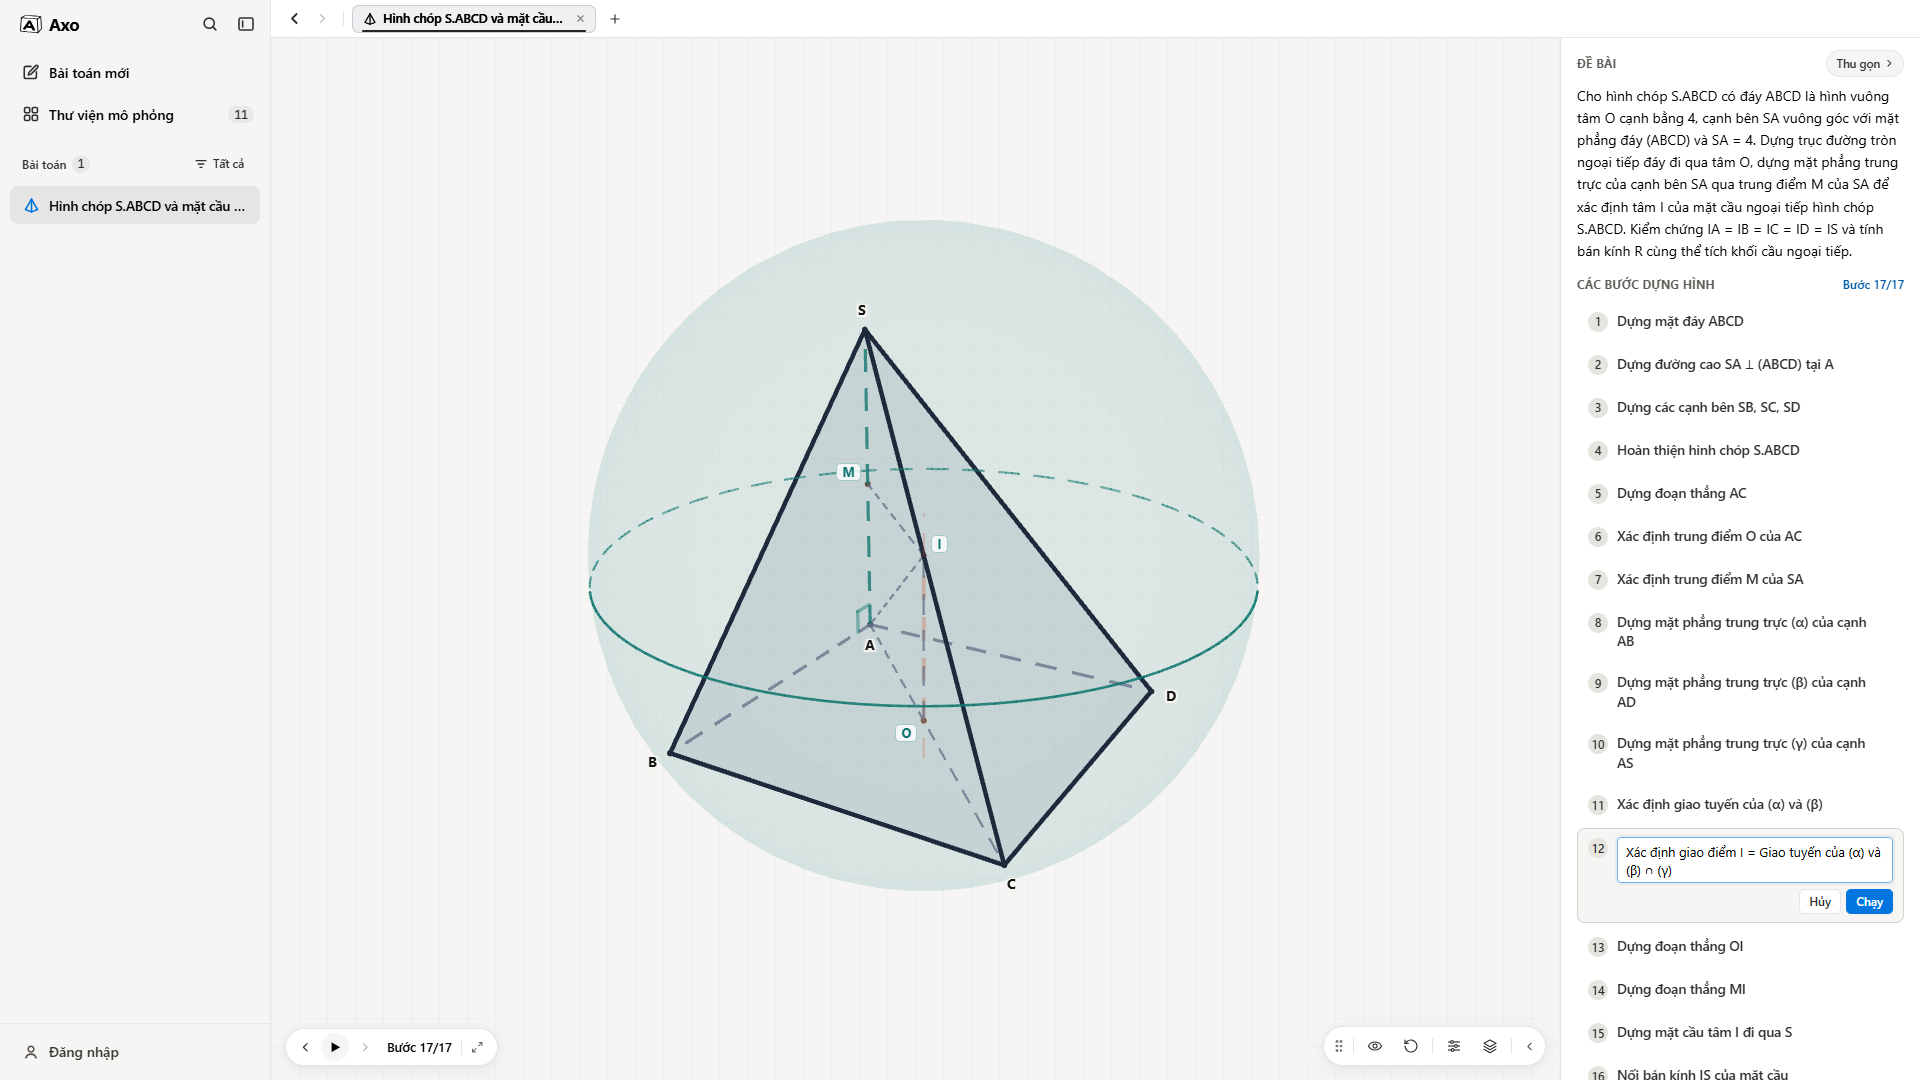 Axo
Bài toán mới
Thư viện mô phỏng 11
Bài toán 1 Tất cả
Hình chóp S.ABCD và mặt cầu ...
Đăng nhập
Hình chóp S.ABCD và mặt cầu...
S
M
I
A
D
O
B
C
Bước 17/17
ĐỀ BÀI
Thu gọn
Cho hình chóp S.ABCD có đáy ABCD là hình vuông
tâm O cạnh bằng 4, cạnh bên SA vuông góc với mặt
phẳng đáy (ABCD) và SA = 4. Dựng trục đường tròn
ngoại tiếp đáy đi qua tâm O, dựng mặt phẳng trung
trực của cạnh bên SA qua trung điểm M của SA để
xác định tâm I của mặt cầu ngoại tiếp hình chóp
S.ABCD. Kiểm chứng IA = IB = IC = ID = IS và tính
bán kính R cùng thể tích khối cầu ngoại tiếp.
CÁC BƯỚC DỰNG HÌNH Bước 17/17
1 Dựng mặt đáy ABCD
2 Dựng đường cao SA ⊥ (ABCD) tại A
3 Dựng các cạnh bên SB, SC, SD
4 Hoàn thiện hình chóp S.ABCD
5 Dựng đoạn thẳng AC
6 Xác định trung điểm O của AC
7 Xác định trung điểm M của SA
8 Dựng mặt phẳng trung trực (α) của cạnh
AB
9 Dựng mặt phẳng trung trực (β) của cạnh
AD
10 Dựng mặt phẳng trung trực (γ) của cạnh
AS
11 Xác định giao tuyến của (α) và (β)
12 Xác định giao điểm I = Giao tuyến của (α) và
(β) ∩ (γ)
Hủy Chạy
13 Dựng đoạn thẳng OI
14 Dựng đoạn thẳng MI
15 Dựng mặt cầu tâm I đi qua S
16 Nối bán kính IS của mặt cầu